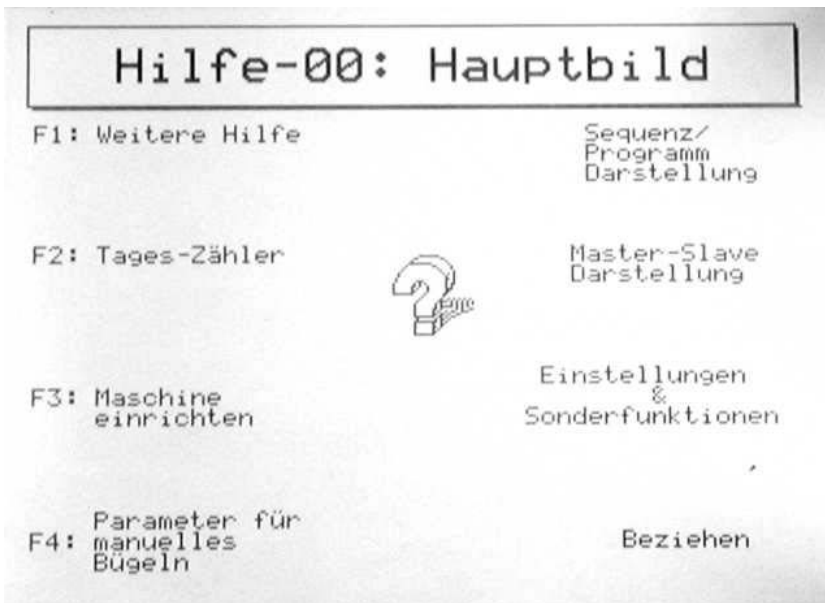 Hilfe-00: Hauptbild
F1: Weitere Hilfe
Sequenz/
Programm
Darstellung
F2: Tages-Zähler
Master-Slave
Darstellung
F3: Maschine
einrichten
Einstellungen
&
Sonderfunktionen
F4: Parameter für
manuelles
Bügeln
Beziehen